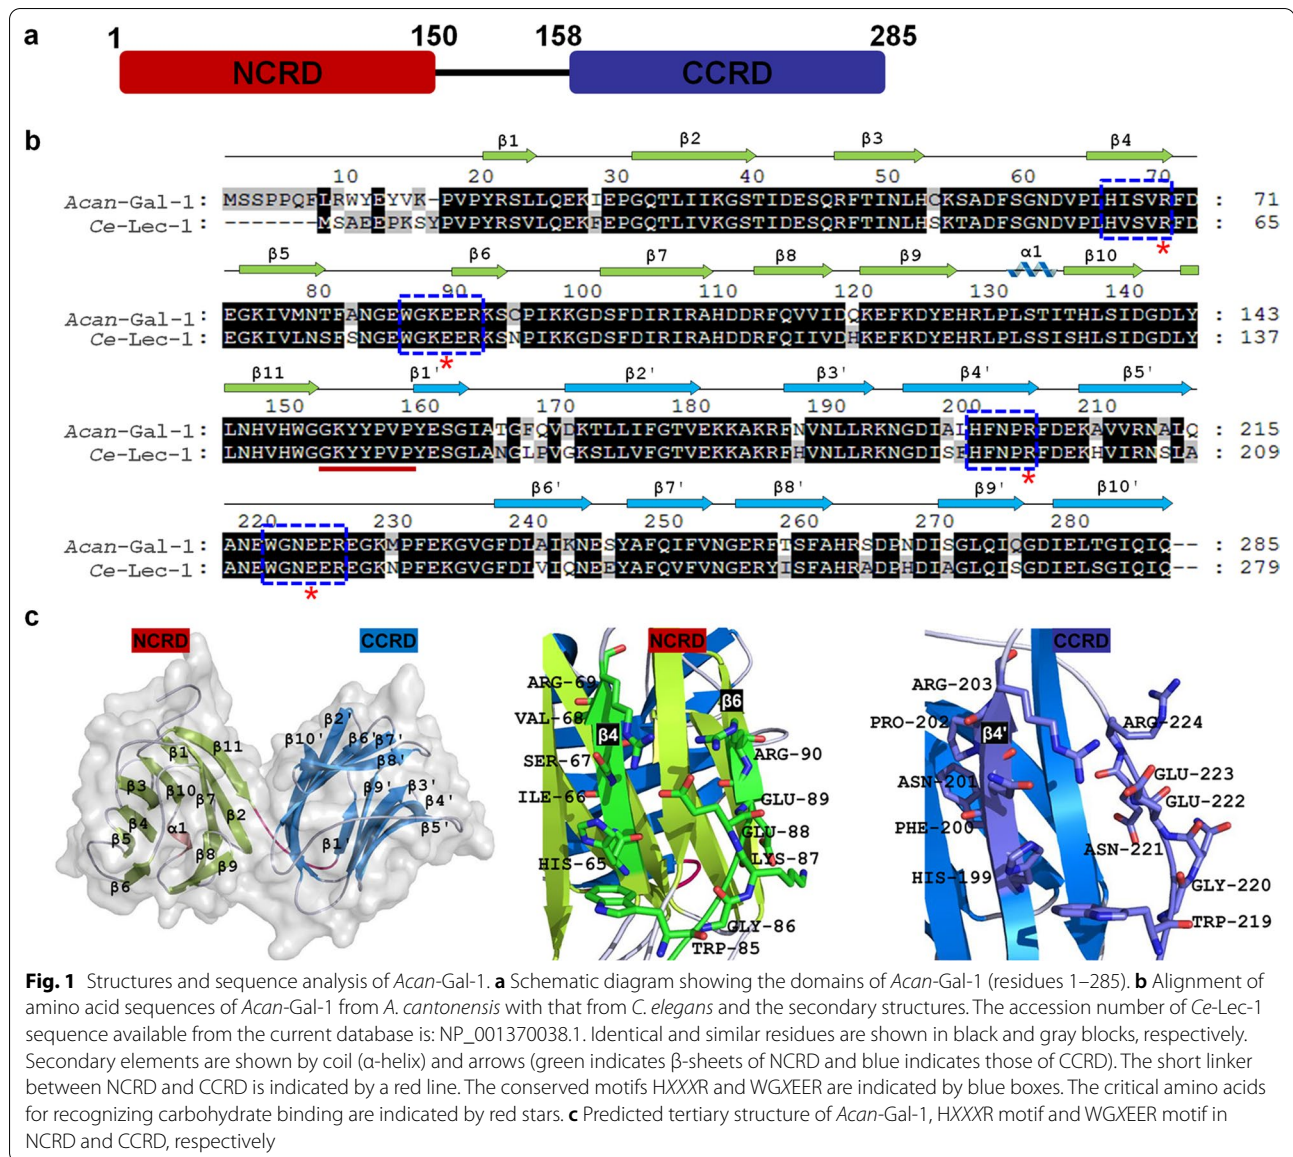 a
1 150 158 285
NCRD CCRD
b
β1 β2 β3 β4
10 20 30 40 50 60 70
Acan-Gal-1: MSSPPQFLRWYEYVK-PVPYRSLLQEKIEPGQTLIIKGSTIDESQRFTINLHCKSADFSGNDVPLHISVRFD : 71
Ce-Lec-1: -------MSAEEPKSYPVPYRSVLQEKFEPGQTLIVKGSTIDESQRFTINLHSKTADFSGNDVPLHVSVRFD : 65
*
β5 β6 β7 β8 β9 α1 β10
80 90 100 110 120 130 140
Acan-Gal-1: EGKIVMNTFANGEWGKEERKSCPIKKGDSFDIRIRAHDDRFQVVIDQKEFKDYEHRLPLSTITHLSIDGDLY : 143
Ce-Lec-1: EGKIVLNSFSNGEWGKEERKSNPIKKGDSFDIRIRAHDDRFQIIVDHKEFKDYEHRLPLSSISHLSIDGDLY : 137
*
β11 β1' β2' β3' β4' β5'
150 160 170 180 190 200 210
Acan-Gal-1: LNHVHWGGKYYPVPYESGIATGFQVDKTLLIFGTVEKKAKRFNVNLLRKNGDIALHFNPRFDEKAVVRNALQ : 215
Ce-Lec-1: LNHVHWGGKYYPVPYESGLANGLPVGKSLLVFGTVEKKAKRFHVNLLRKNGDISFHFNPRFDEKHVIRNSLA : 209
*
β6' β7' β8' β9' β10'
220 230 240 250 260 270 280
Acan-Gal-1: ANEWGNEEREGKMPFEKGVGFDLAIKNESYAFQIFVNGERFTSFAHRSDPNDISGLQIQGDIELTGIQIQ-- : 285
Ce-Lec-1: ANEWGNEEREGKNPFEKGVGFDLVIQNEEYAFQVFVNGERYISFAHRADPHDIAGLQISGDIELSGIQIQ-- : 279
*
c
NCRD CCRD
β1 β11 β3 β10 β7 β4 α1 β2 β5 β8 β9 β6
β2' β10' β6' β7' β8' β9' β3' β4' β5' β1'
NCRD
ARG-69
VAL-68
β4
β6
SER-67
ARG-90
ILE-66
GLU-89
GLU-88
HIS-65
LYS-87
GLY-86
TRP-85
CCRD
ARG-203
PRO-202
β4'
ARG-224
ASN-201
GLU-223
GLU-222
PHE-200
ASN-221
HIS-199
GLY-220
TRP-219
Fig. 1 Structures and sequence analysis of Acan-Gal-1. a Schematic diagram showing the domains of Acan-Gal-1 (residues 1–285). b Alignment of
amino acid sequences of Acan-Gal-1 from A. cantonensis with that from C. elegans and the secondary structures. The accession number of Ce-Lec-1
sequence available from the current database is: NP_001370038.1. Identical and similar residues are shown in black and gray blocks, respectively.
Secondary elements are shown by coil (α-helix) and arrows (green indicates β-sheets of NCRD and blue indicates those of CCRD). The short linker
between NCRD and CCRD is indicated by a red line. The conserved motifs HXXXR and WGXEER are indicated by blue boxes. The critical amino acids
for recognizing carbohydrate binding are indicated by red stars. c Predicted tertiary structure of Acan-Gal-1, HXXXR motif and WGXEER motif in
NCRD and CCRD, respectively